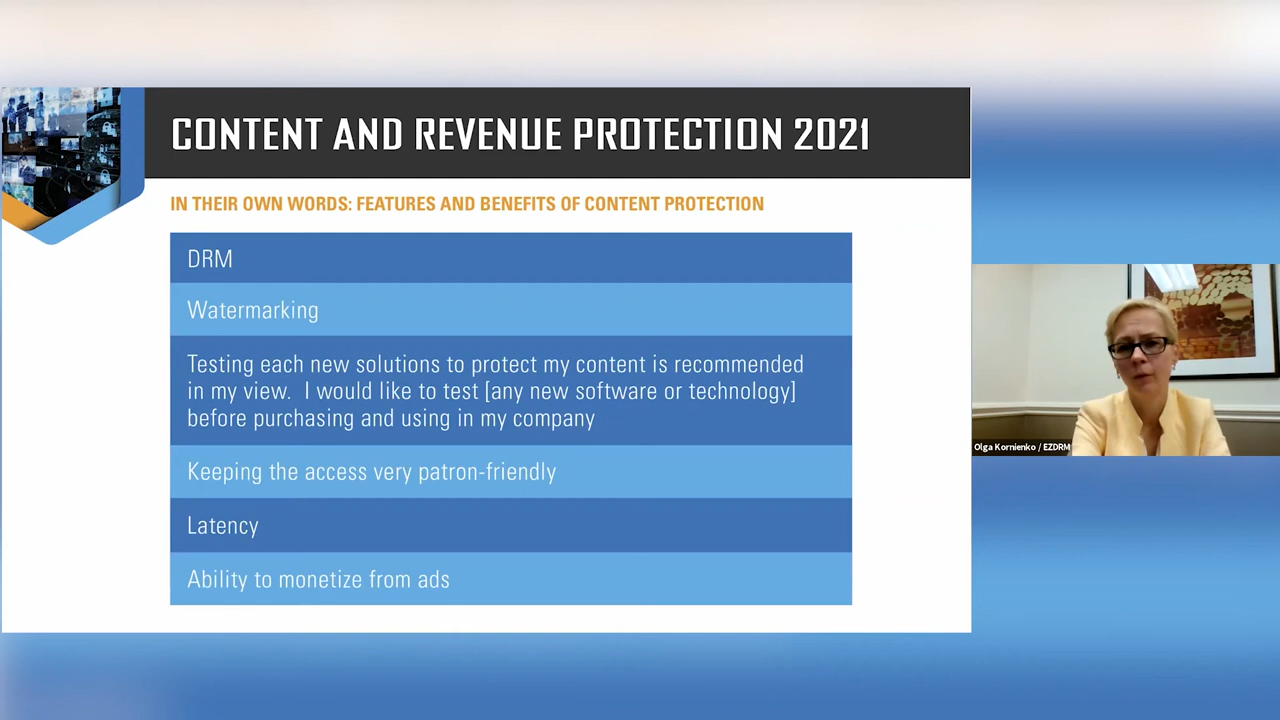 CONTENT AND REVENUE PROTECTION 2021
IN THEIR OWN WORDS: FEATURES AND BENEFITS OF CONTENT PROTECTION
DRM
Watermarking
Testing each new solutions to protect my content is recommended
in my view. I would like to test [any new software or technology]
before purchasing and using in my company
Keeping the access very patron-friendly
Latency
Ability to monetize from ads
Olga Kornienko / EZDRM